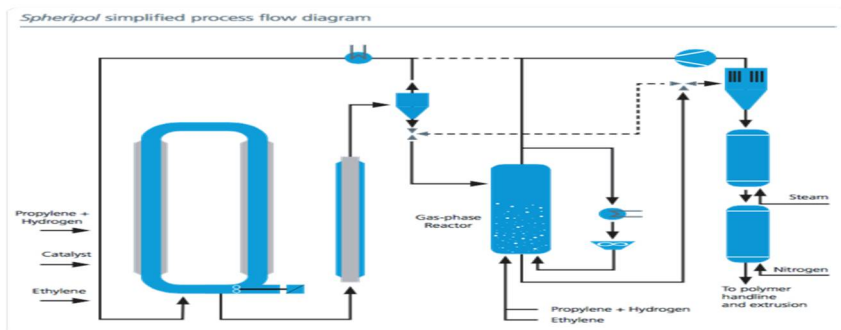 Spheripol simplified process flow diagram
Propylene +
Hydrogen
Catalyst
Ethylene
Gas-phase
Reactor
Propylene + Hydrogen
Ethylene
Steam
Nitrogen
To polymer
handline
and extrusion